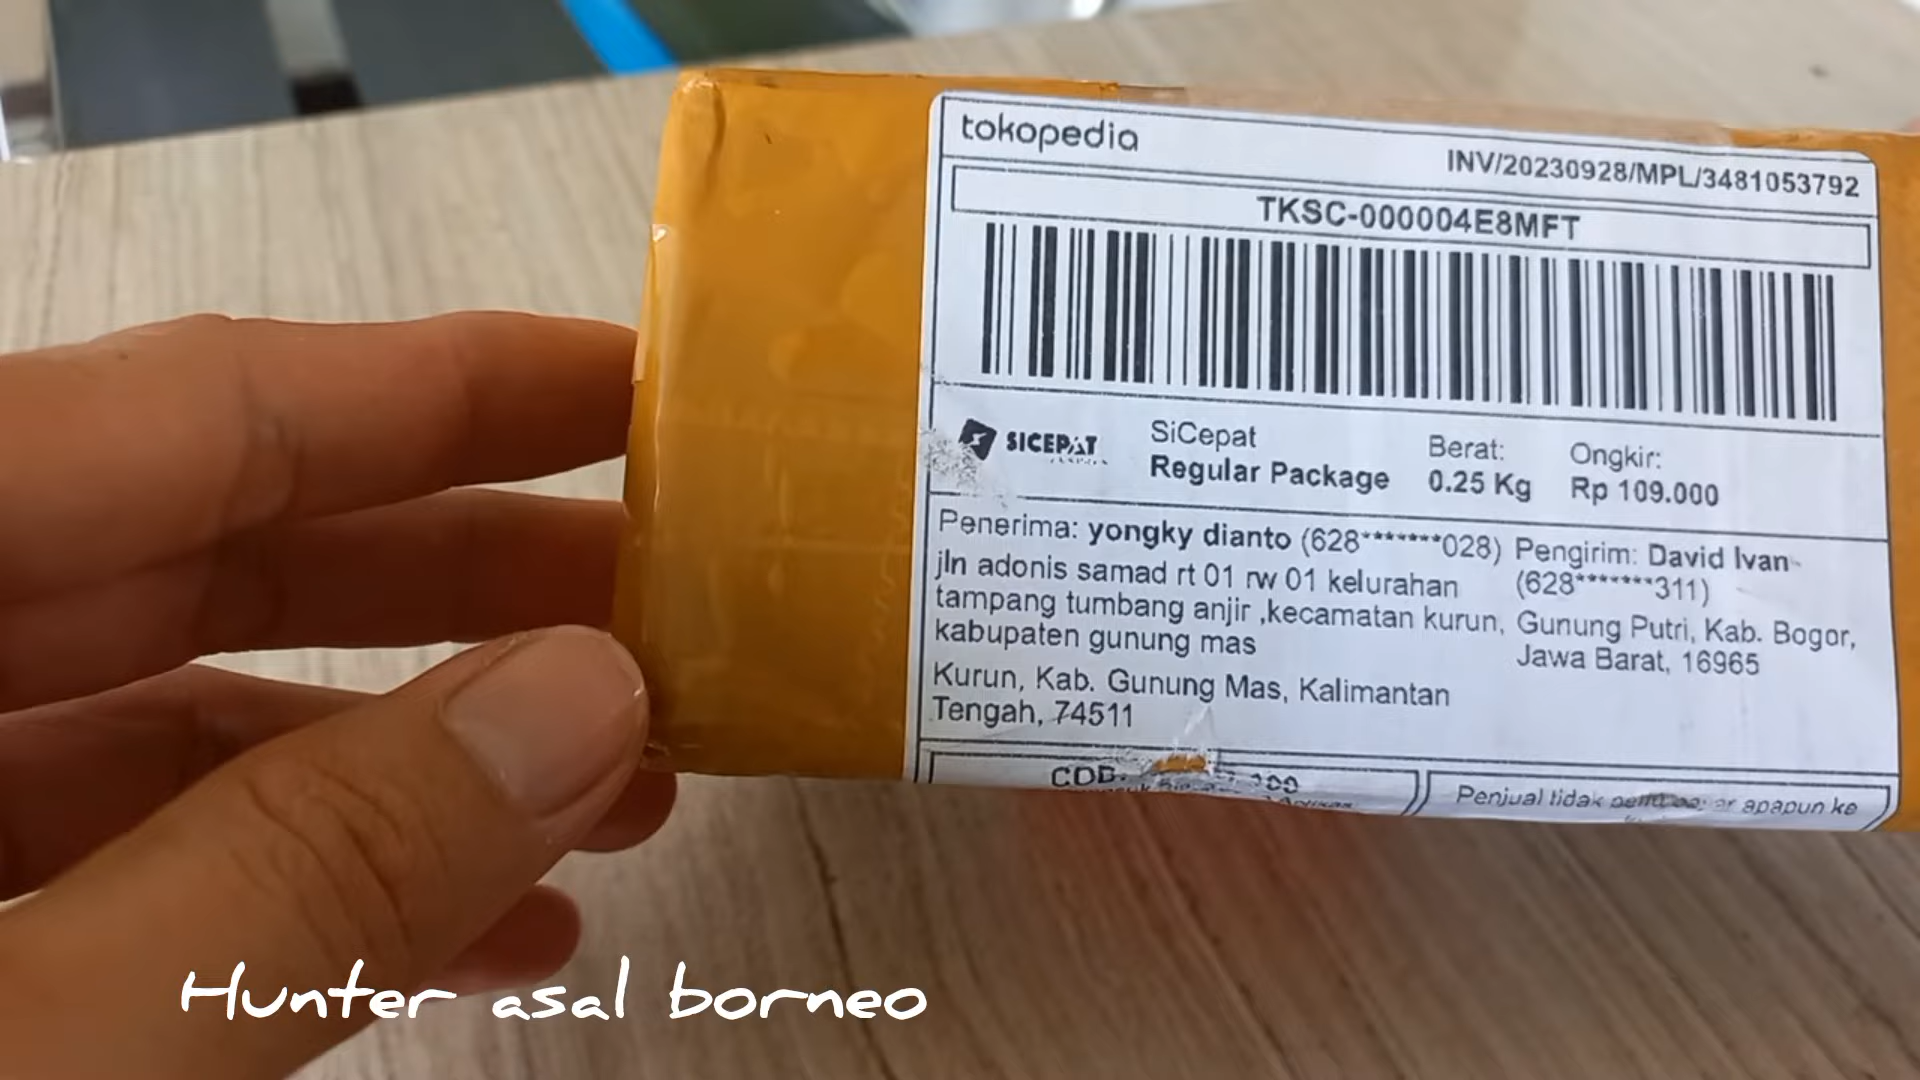 tokopedia
INV/20230928/MPL/3481053792
TKSC-000004E8MFT
SICEPAT
SiCepat
Regular Package
Berat:
0.25 Kg
Ongkir:
Rp 109.000
Penerima: yongky dianto (628*******028)
jln adonis samad rt 01 rw 01 kelurahan
tampang tumbang anjir ,kecamatan kurun,
kabupaten gunung mas
Kurun, Kab. Gunung Mas, Kalimantan
Tengah, 74511
Pengirim: David Ivan
(628*******311)
Gunung Putri, Kab. Bogor,
Jawa Barat, 16965
Penjual tidak apapun ke
Hunter asal borneo